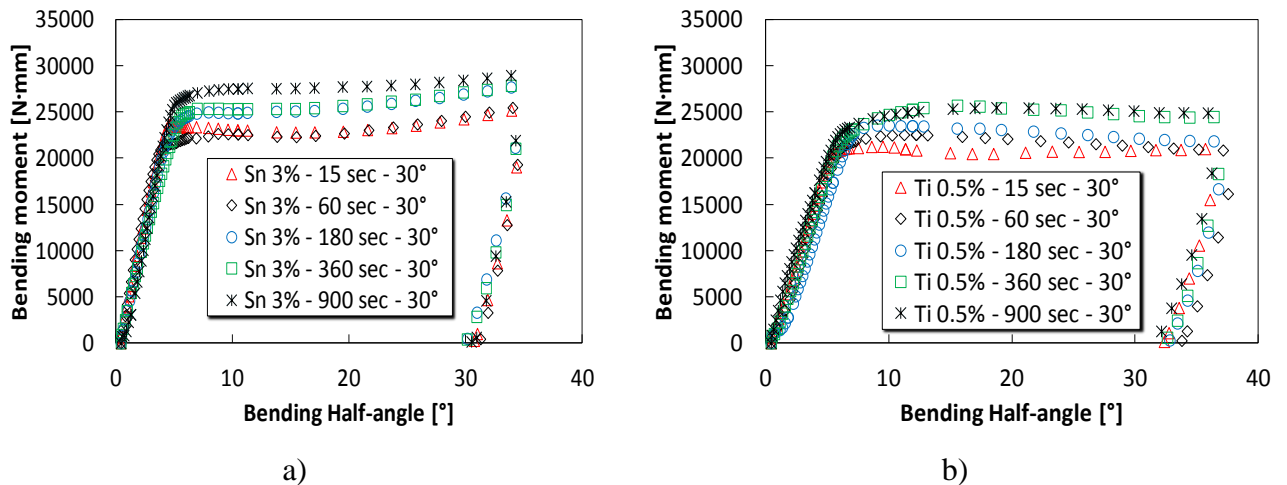 Bending moment [N·mm]
35000
30000
25000
20000
15000
10000
5000
0
Sn 3% - 15 sec - 30°
Sn 3% - 60 sec - 30°
Sn 3% - 180 sec - 30°
Sn 3% - 360 sec - 30°
Sn 3% - 900 sec - 30°
0 10 20 30 40
Bending Half-angle [°]
a)
Bending moment [N·mm]
35000
30000
25000
20000
15000
10000
5000
0
Ti 0.5% - 15 sec - 30°
Ti 0.5% - 60 sec - 30°
Ti 0.5% - 180 sec - 30°
Ti 0.5% - 360 sec - 30°
Ti 0.5% - 900 sec - 30°
0 10 20 30 40
Bending Half-angle [°]
b)